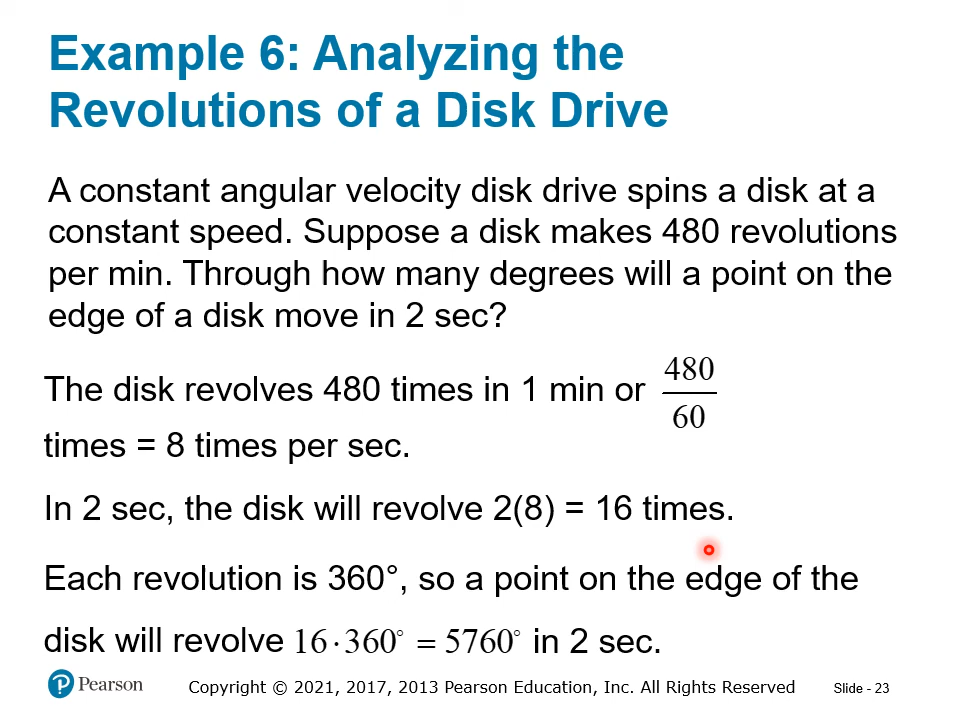 Example 6: Analyzing the
Revolutions of a Disk Drive
A constant angular velocity disk drive spins a disk at a
constant speed. Suppose a disk makes 480 revolutions
per min. Through how many degrees will a point on the
edge of a disk move in 2 sec?
The disk revolves 480 times in 1 min or 480/60
times = 8 times per sec.
In 2 sec, the disk will revolve 2(8) = 16 times.
Each revolution is 360°, so a point on the edge of the
disk will revolve 16·360° = 5760° in 2 sec.
P Pearson
Copyright © 2021, 2017, 2013 Pearson Education, Inc. All Rights Reserved
Slide - 23